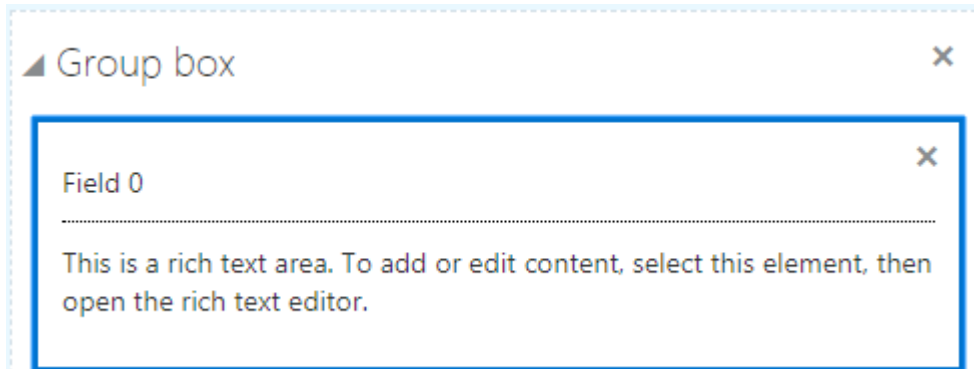 Group box
Field 0
This is a rich text area. To add or edit content, select this element, then
open the rich text editor.